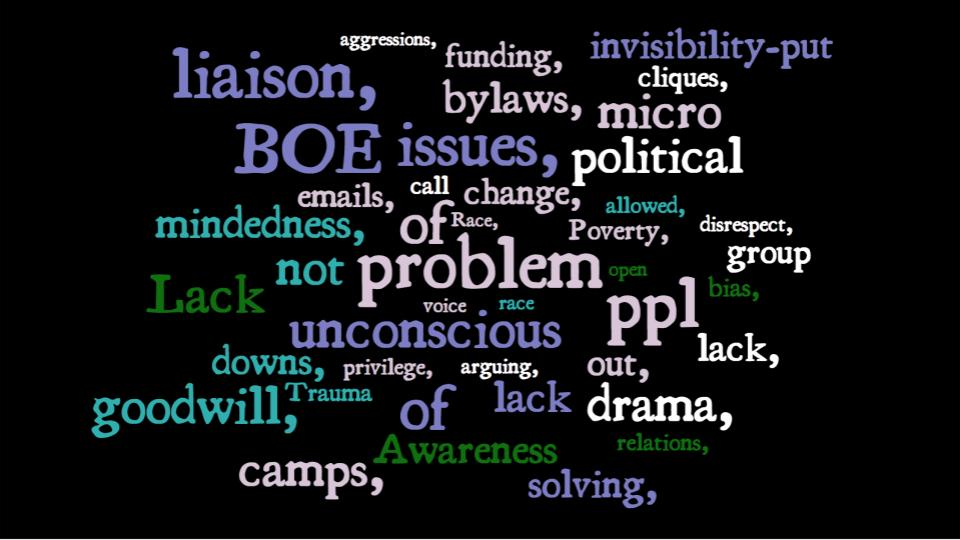 aggressions,
liaison,
funding,
invisibility-put
cliques,
bylaws,
micro
BOE
issues,
political
emails,
call
change,
allowed,
mindedness,
of
Race,
Poverty,
disrespect,
group
not
problem
open
Lack
ppl
bias,
voice
race
unconscious
lack,
downs,
privilege,
arguing,
out,
goodwill,
Trauma
of
lack
drama,
Awareness
relations,
camps,
solving,